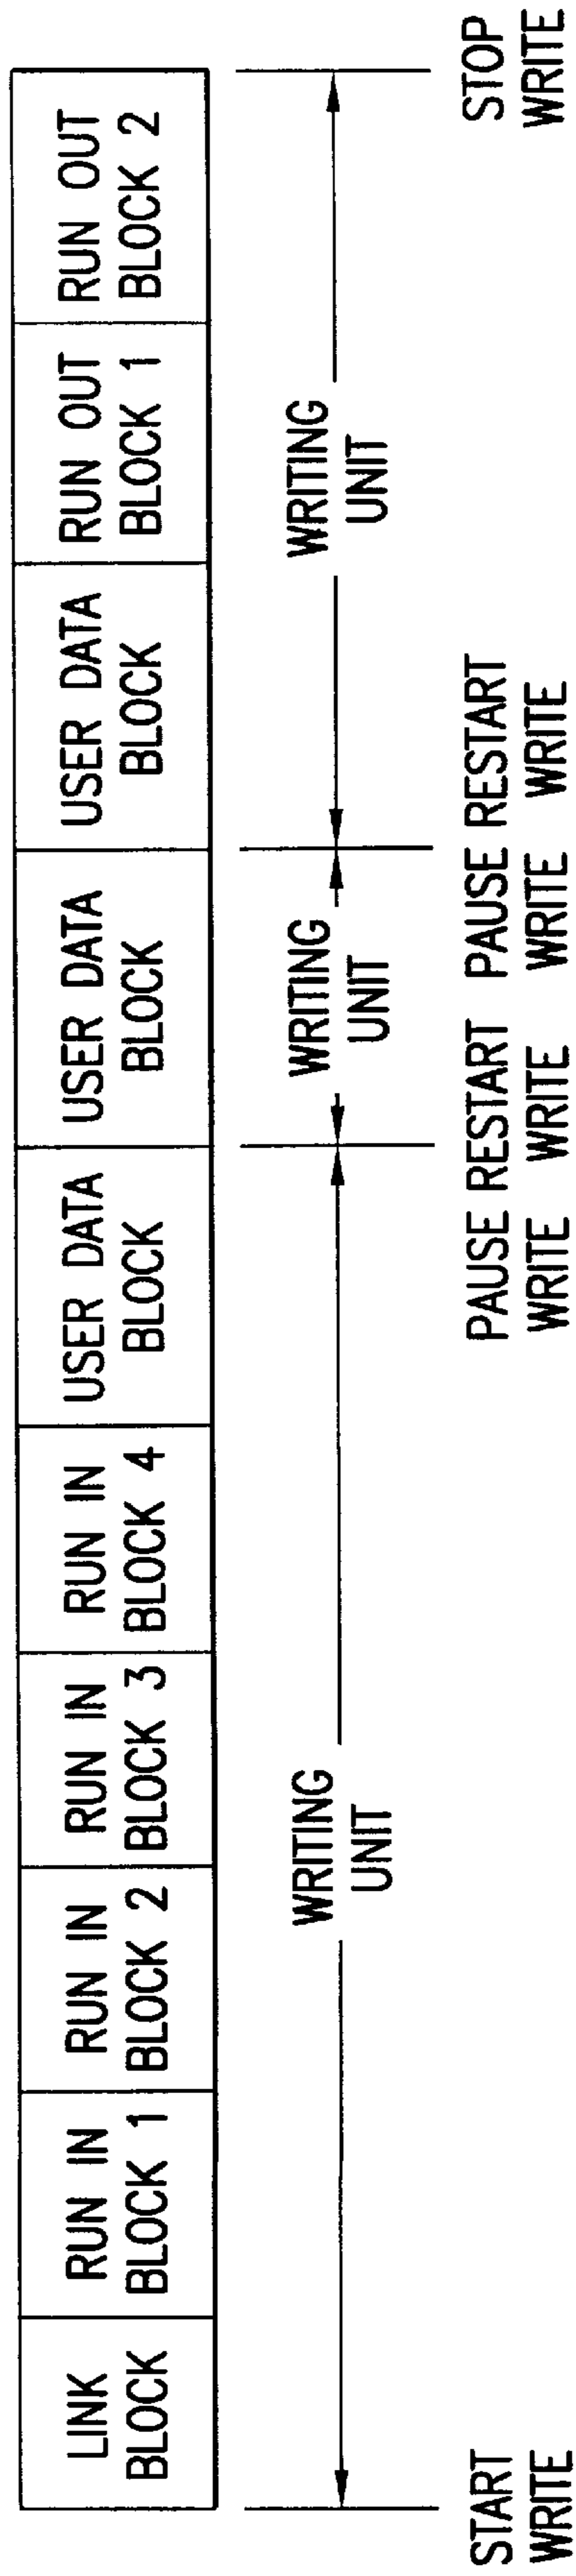 LINK
BLOCK
RUN IN
BLOCK 1
RUN IN
BLOCK 2
RUN IN
BLOCK 3
RUN IN
BLOCK 4
USER DATA
BLOCK
USER DATA
BLOCK
USER DATA
BLOCK
RUN OUT
BLOCK 1
RUN OUT
BLOCK 2
WRITING
UNIT
WRITING
UNIT
WRITING
UNIT
START
WRITE
PAUSE RESTART
WRITE WRITE
PAUSE RESTART
WRITE WRITE
STOP
WRITE